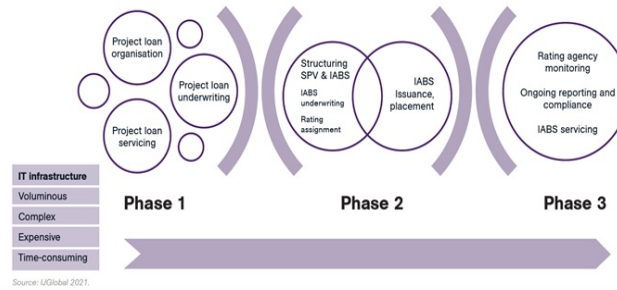 Project loan
organisation
Project loan
underwriting
Project loan
servicing
Structuring
SPV & IABS
IABS
underwriting
Rating
assignment
IABS
Issuance,
placement
Rating agency
monitoring
Ongoing reporting and
compliance
IABS servicing
IT infrastructure
Voluminous
Complex
Expensive
Time-consuming
Phase 1
Phase 2
Phase 3
Source: IJGlobal 2021.